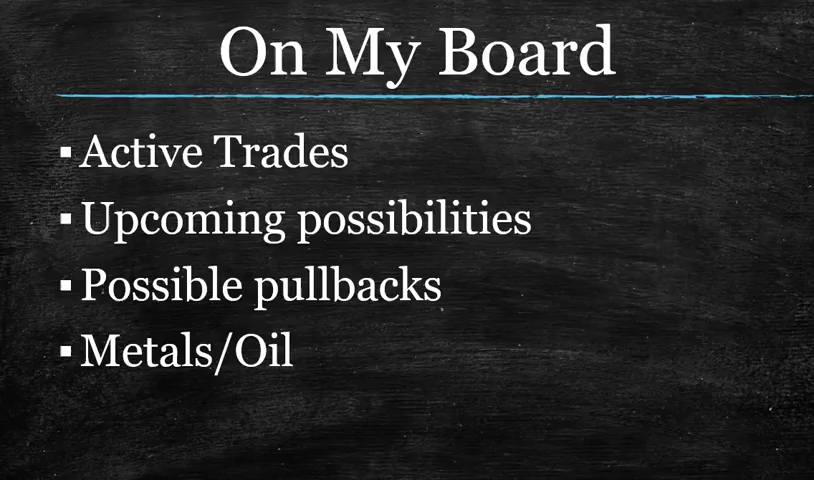 On My Board
▪ Active Trades
▪ Upcoming possibilities
▪ Possible pullbacks
▪ Metals/Oil